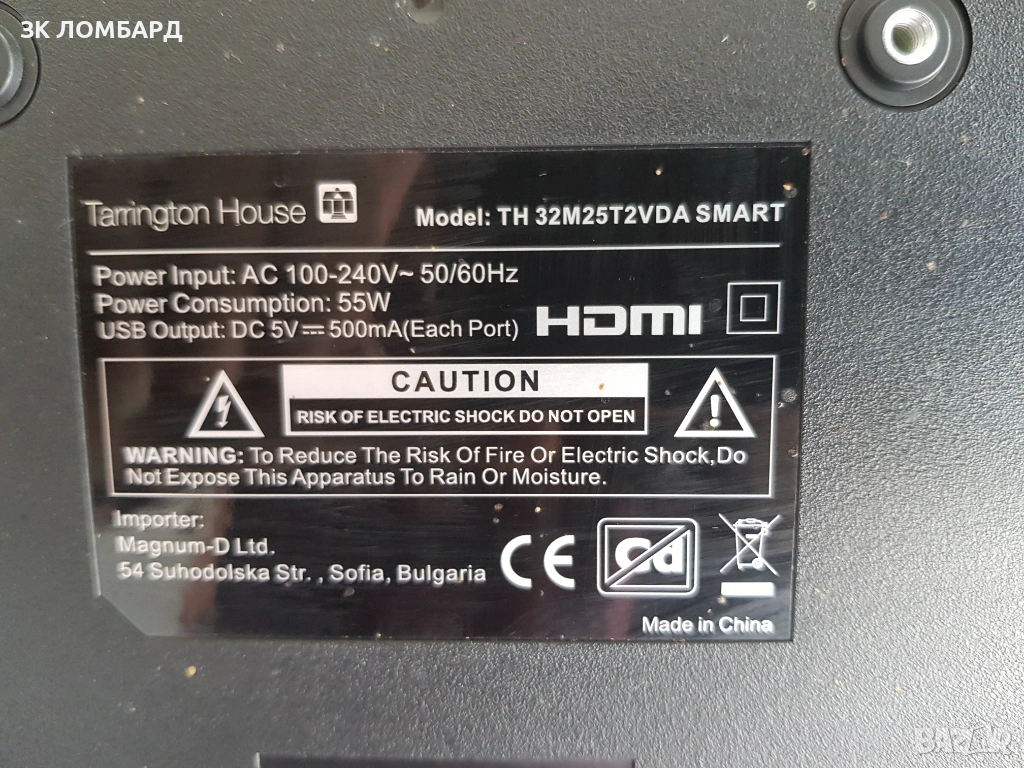 ЗК ЛОМБАРД
Tarrington House
Model: TH 32M25T2VDA SMART
Power Input: AC 100-240V~ 50/60Hz
Power Consumption: 55W
USB Output: DC 5V⎓500mA(Each Port)
HDMI
CAUTION
RISK OF ELECTRIC SHOCK DO NOT OPEN
WARNING: To Reduce The Risk Of Fire Or Electric Shock,Do
Not Expose This Apparatus To Rain Or Moisture.
Importer:
Magnum-D Ltd.
54 Suhodolska Str. , Sofia, Bulgaria
CE
Cd
Made in China
BAZAR